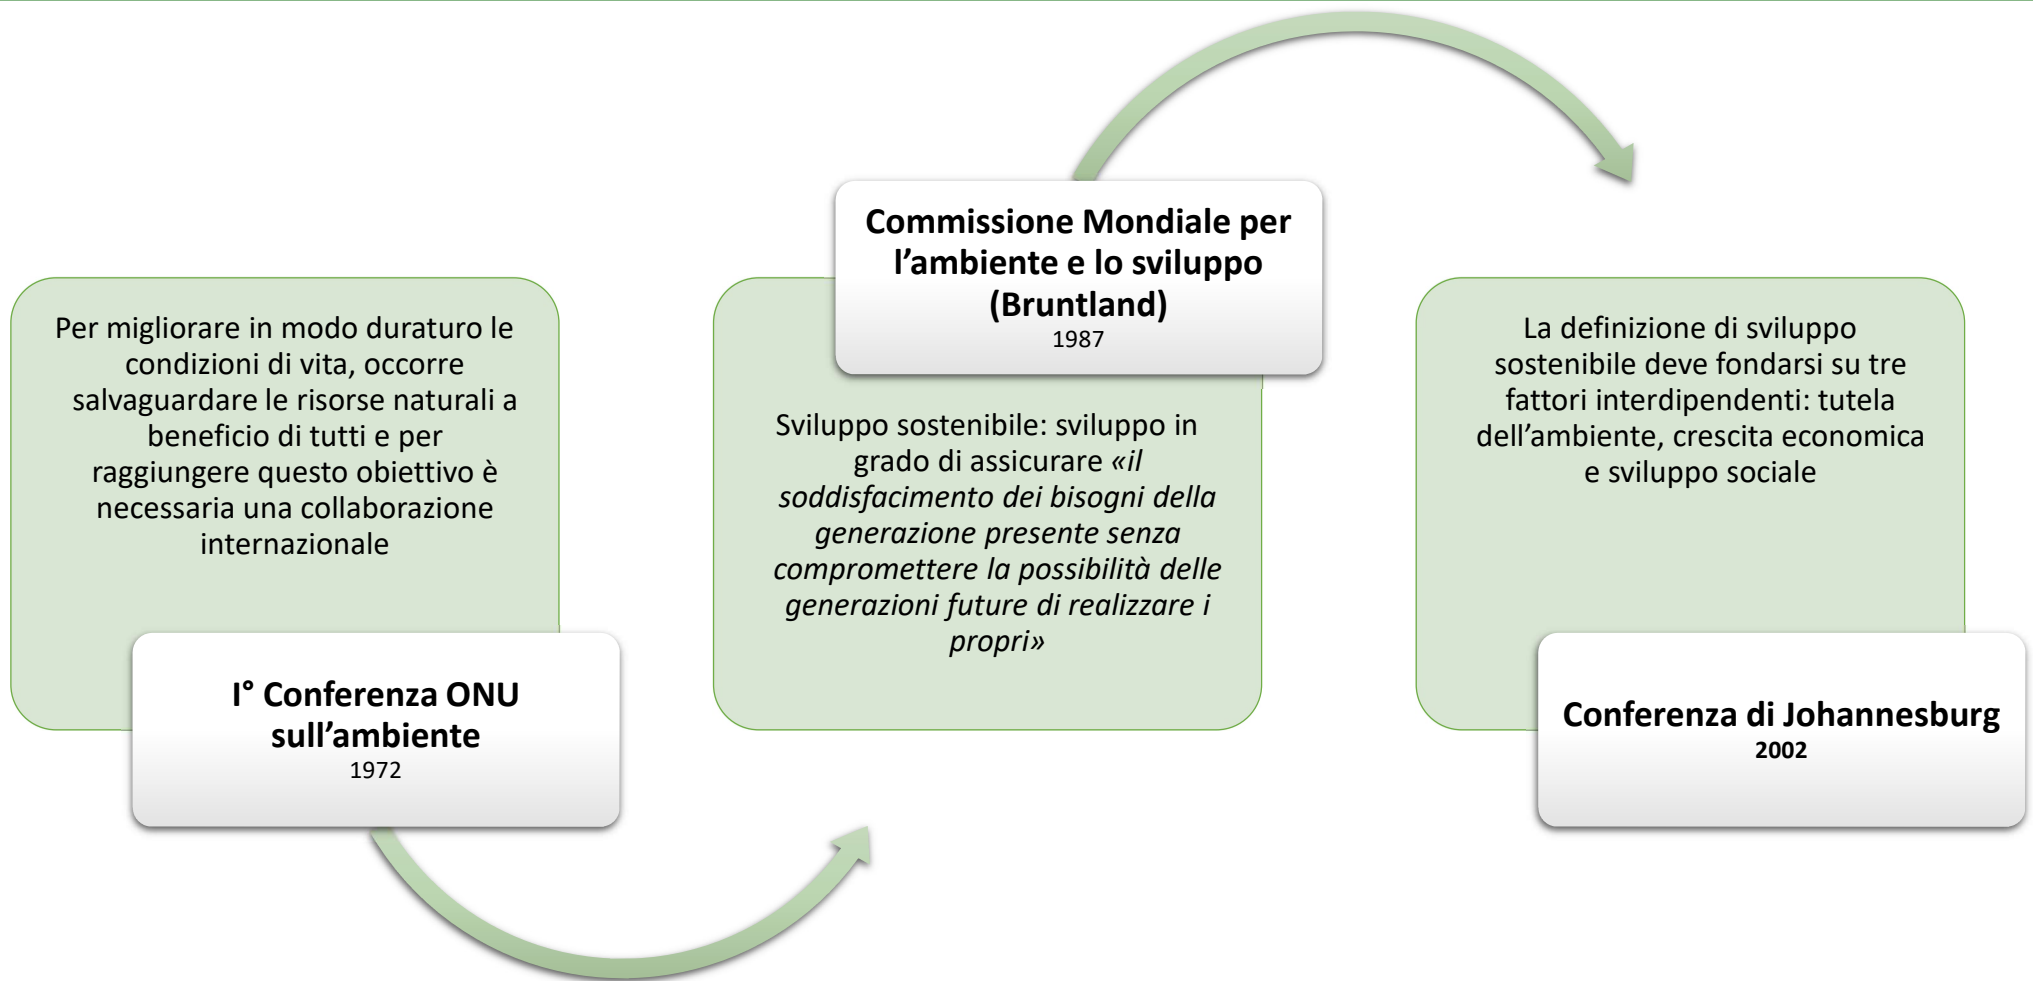 Per migliorare in modo duraturo le
condizioni di vita, occorre
salvaguardare le risorse naturali a
beneficio di tutti e per
raggiungere questo obiettivo è
necessaria una collaborazione
internazionale
I° Conferenza ONU
sull’ambiente
1972
Commissione Mondiale per
l’ambiente e lo sviluppo
(Bruntland)
1987
Sviluppo sostenibile: sviluppo in
grado di assicurare «il
soddisfacimento dei bisogni della
generazione presente senza
compromettere la possibilità delle
generazioni future di realizzare i
propri»
La definizione di sviluppo
sostenibile deve fondarsi su tre
fattori interdipendenti: tutela
dell’ambiente, crescita economica
e sviluppo sociale
Conferenza di Johannesburg
2002